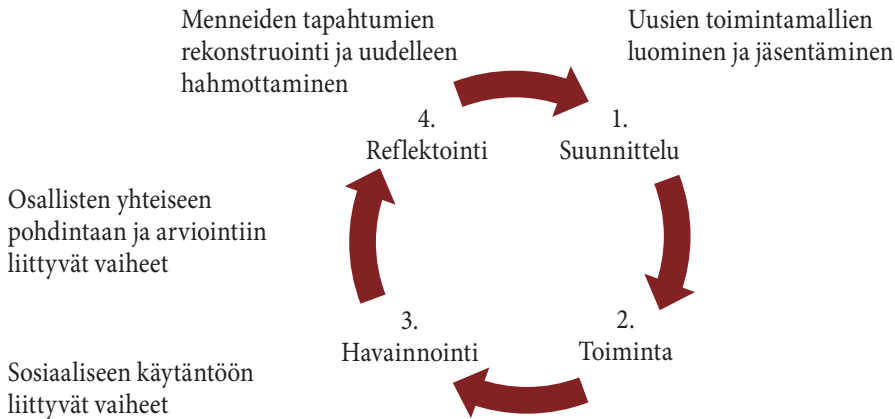 Menneiden tapahtumien
rekonstruointi ja uudelleen
hahmottaminen
Uusien toimintamallien
luominen ja jäsentäminen
4.
Reflektointi
1.
Suunnittelu
Osallisten yhteiseen
pohdintaan ja arviointiin
liittyvät vaiheet
3.
Havainnointi
2.
Toiminta
Sosiaaliseen käytäntöön
liittyvät vaiheet